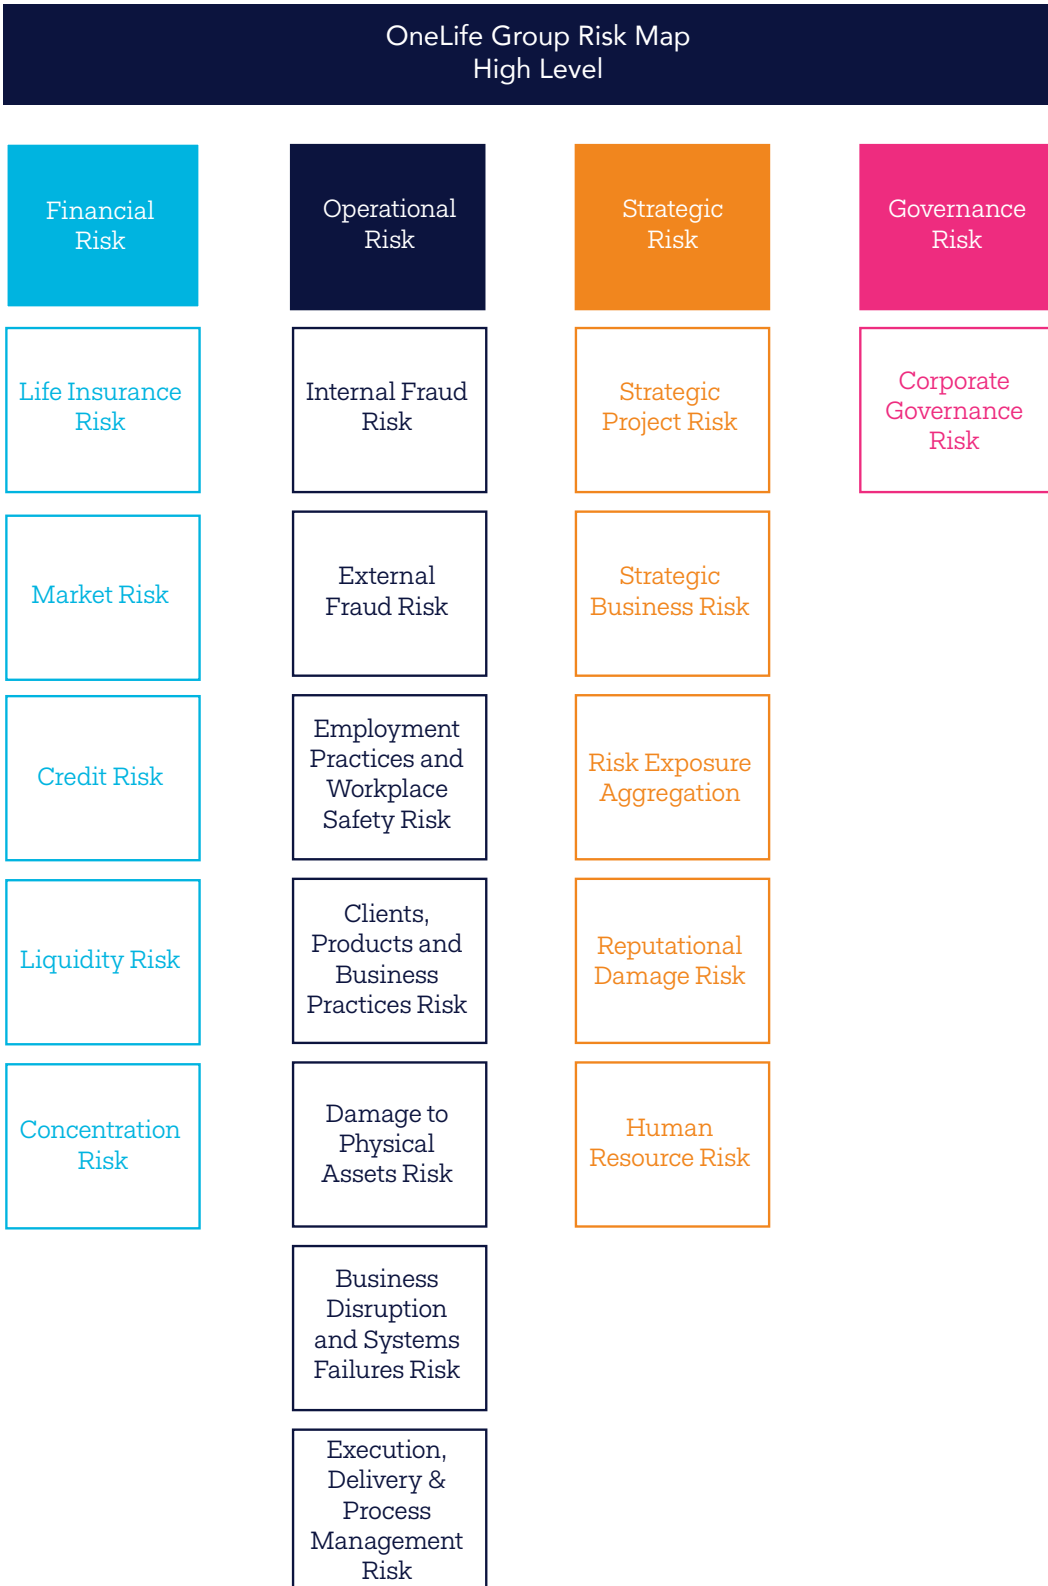 OneLife Group Risk Map
High Level
Financial
Risk
Life Insurance
Risk
Market Risk
Credit Risk
Liquidity Risk
Concentration
Risk
Operational
Risk
Internal Fraud
Risk
External
Fraud Risk
Employment
Practices and
Workplace
Safety Risk
Clients,
Products and
Business
Practices Risk
Damage to
Physical
Assets Risk
Business
Disruption
and Systems
Failures Risk
Execution,
Delivery &
Process
Management
Risk
Strategic
Risk
Strategic
Project Risk
Strategic
Business Risk
Risk Exposure
Aggregation
Reputational
Damage Risk
Human
Resource Risk
Governance
Risk
Corporate
Governance
Risk